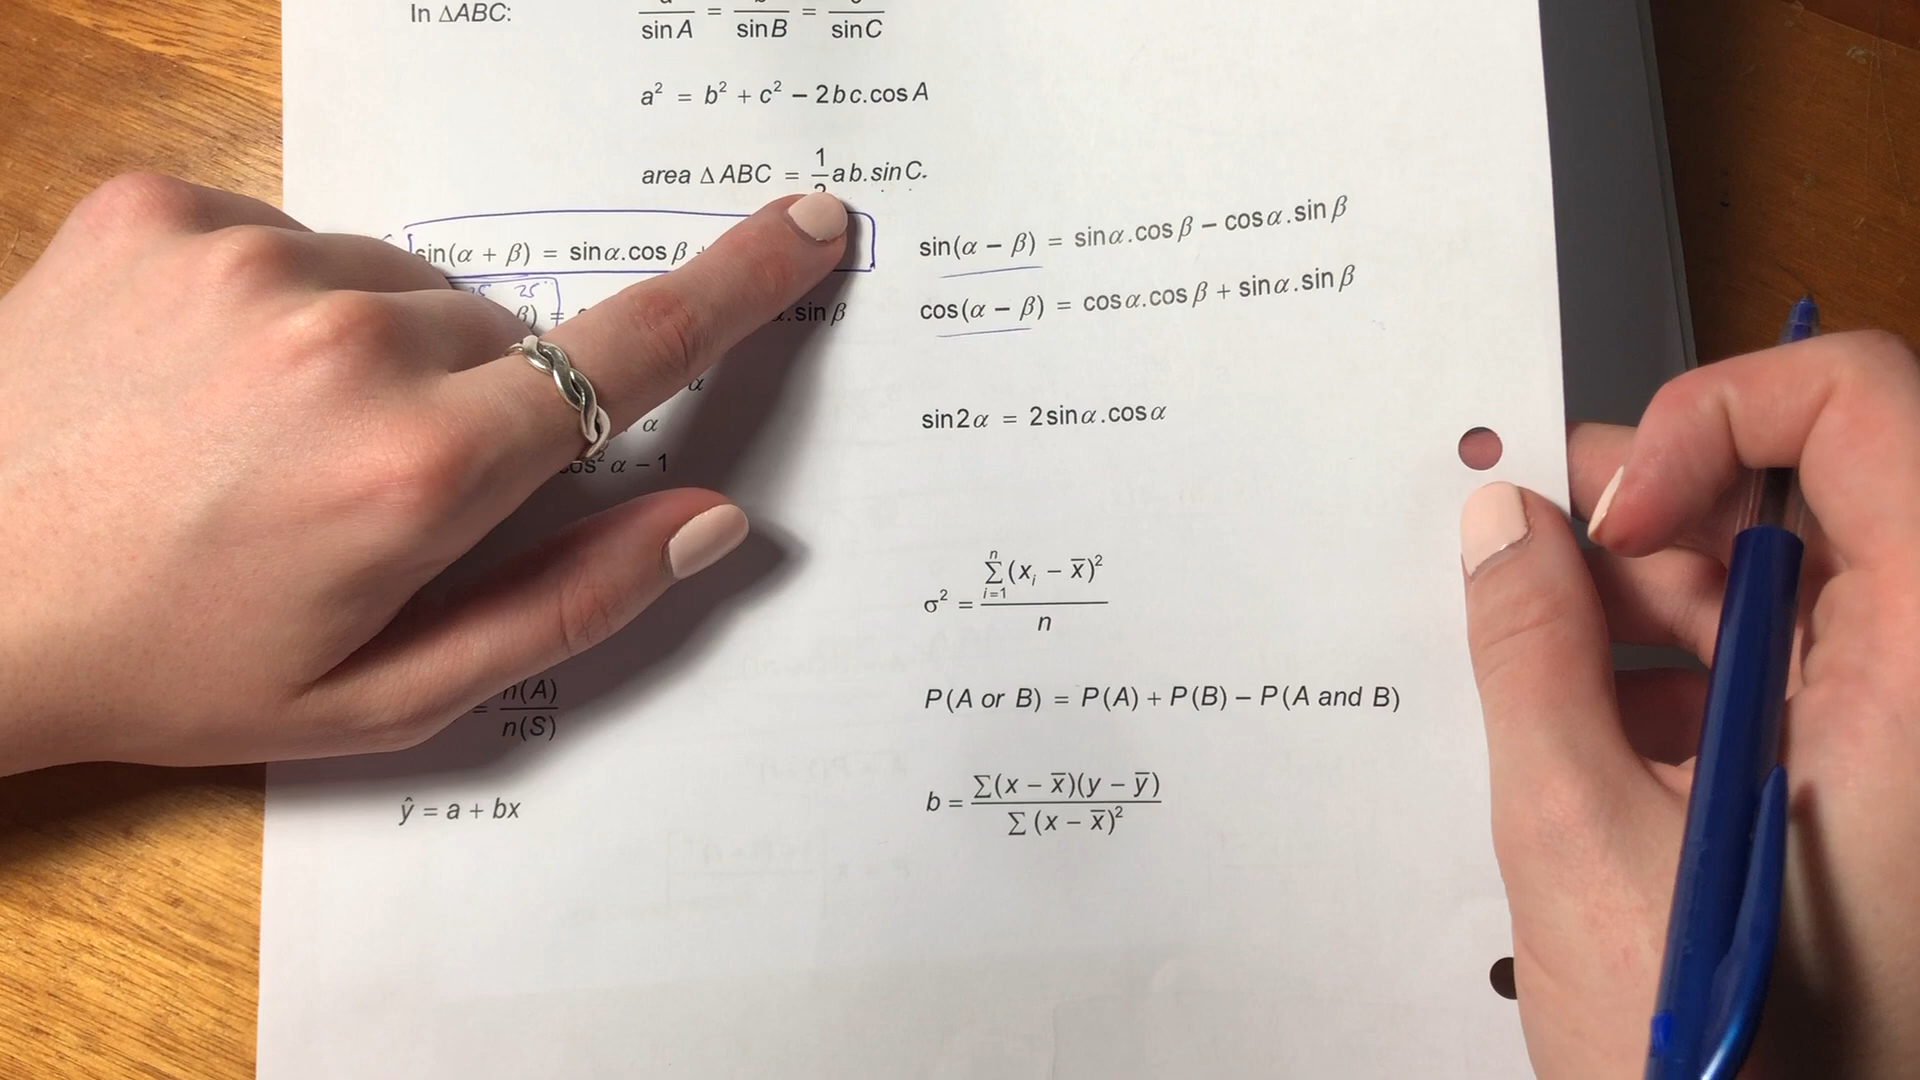 In ΔABC:
sin A = sin B = sin C
a² = b² + c² − 2bc.cos A
area Δ ABC = 1/2 ab.sin C.
sin(α + β) = sinα.cos β
sin(α − β) = sinα.cos β − cosα.sin β
25
β) =
.sin β
cos(α − β) = cosα.cos β + sinα.sin β
α
α
sin2α = 2sinα.cosα
cos² α − 1
σ² = n∑i=1 (xᵢ − x̄)² / n
= n(A) / n(S)
P(A or B) = P(A) + P(B) − P(A and B)
ŷ = a + bx
b = ∑(x − x̄)(y − ȳ) / ∑(x − x̄)²